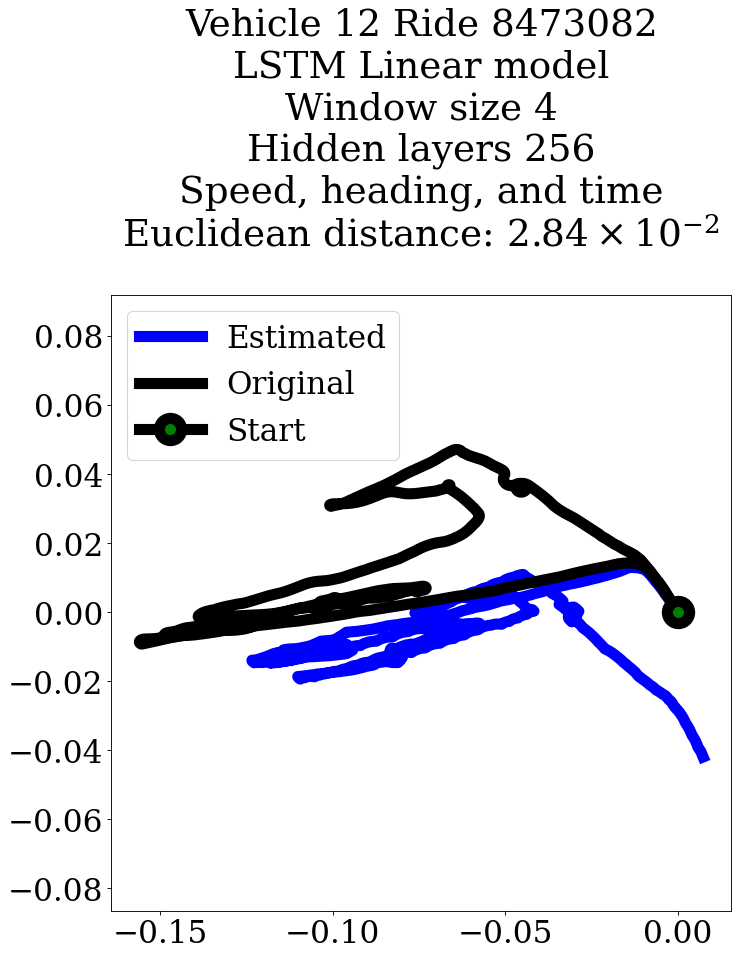 Vehicle 12 Ride 8473082
LSTM Linear model
Window size 4
Hidden layers 256
Speed, heading, and time
Euclidean distance: 2.84 × 10⁻²
Estimated
Original
Start
0.08
0.06
0.04
0.02
0.00
−0.02
−0.04
−0.06
−0.08
−0.15 −0.10 −0.05 0.00